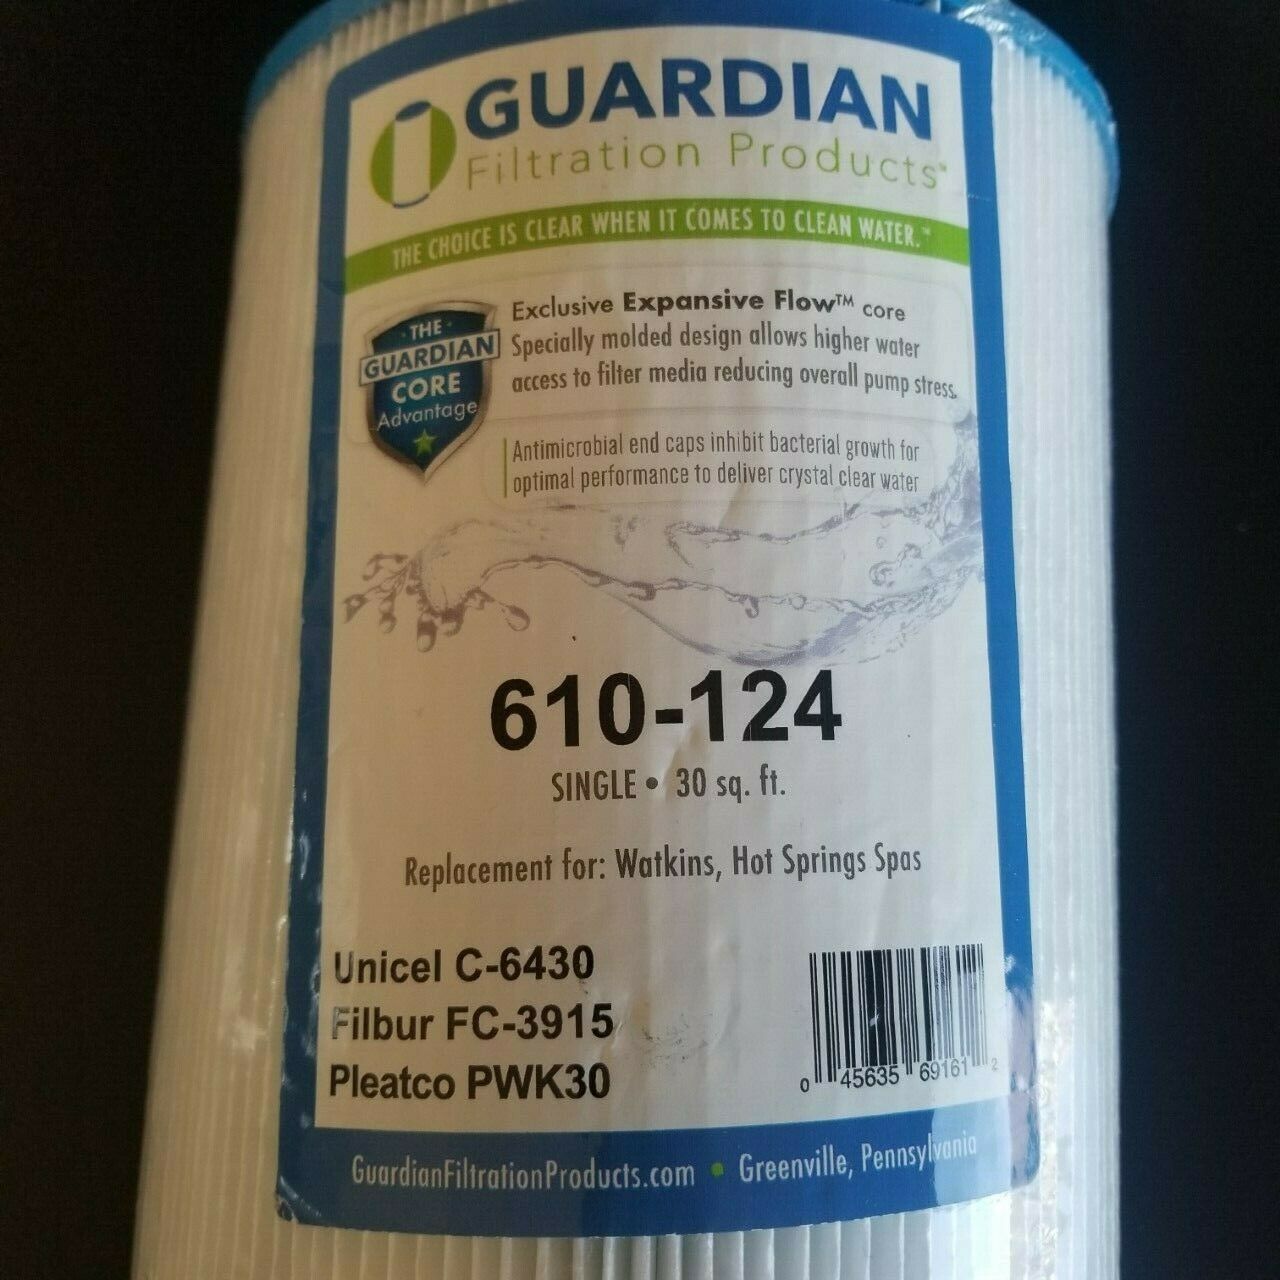 GUARDIAN
Filtration Products™
THE CHOICE IS CLEAR WHEN IT COMES TO CLEAN WATER.™
THE
GUARDIAN
CORE
Advantage
Exclusive Expansive Flow™ core
Specially molded design allows higher water
access to filter media reducing overall pump stress.
Antimicrobial end caps inhibit bacterial growth for
optimal performance to deliver crystal clear water
610-124
SINGLE • 30 sq. ft.
Replacement for: Watkins, Hot Springs Spas
Unicel C-6430
Filbur FC-3915
Pleatco PWK30
0 45635 69161 2
GuardianFiltrationProducts.com • Greenville, Pennsylvania